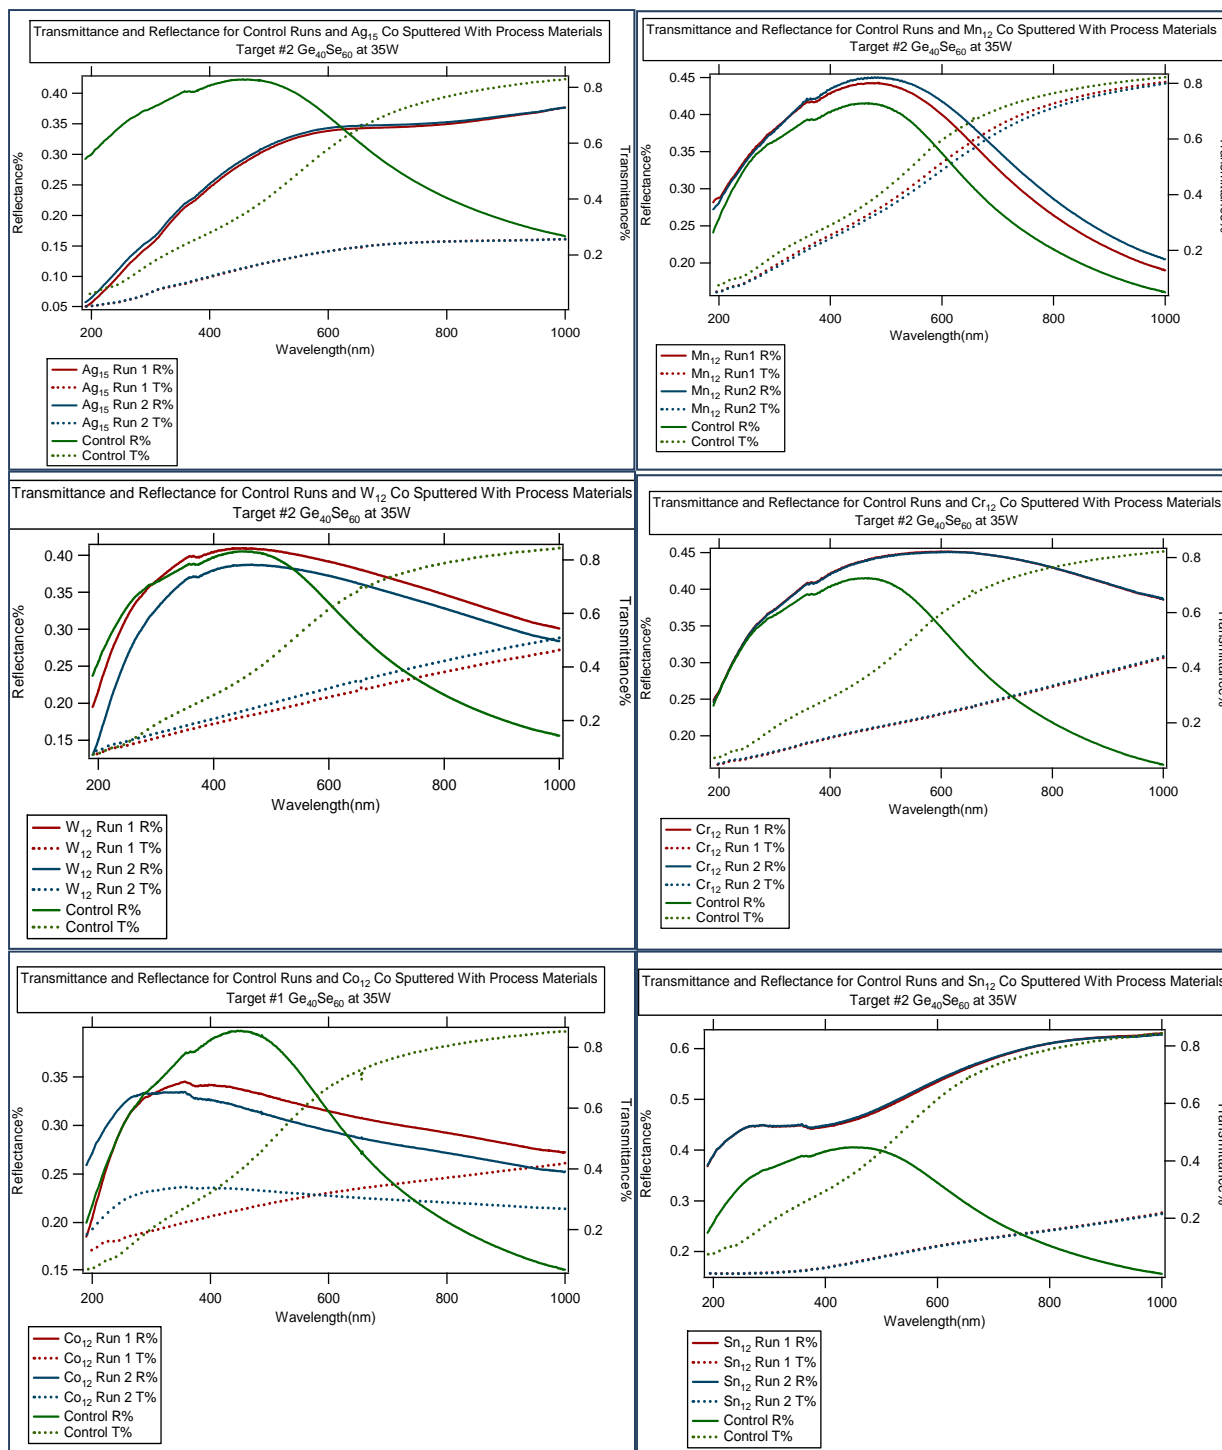 Transmittance and Reflectance for Control Runs and Ag15 Co Sputtered With Process Materials
Target #2 Ge40Se60 at 35W
0.40
0.35
0.30
0.25
0.20
0.15
0.10
0.05
Reflectance%
0.8
0.6
0.4
0.2
Transmittance%
200
400
600
800
1000
Wavelength(nm)
Ag15 Run 1 R%
Ag15 Run 1 T%
Ag15 Run 2 R%
Ag15 Run 2 T%
Control R%
Control T%
Transmittance and Reflectance for Control Runs and Mn12 Co Sputtered With Process Materials
Target #2 Ge40Se60 at 35W
0.45
0.40
0.35
0.30
0.25
0.20
Reflectance%
0.8
0.6
0.4
0.2
200
400
600
800
1000
Wavelength(nm)
Mn12 Run1 R%
Mn12 Run1 T%
Mn12 Run2 R%
Mn12 Run2 T%
Control R%
Control T%
Transmittance and Reflectance for Control Runs and W12 Co Sputtered With Process Materials
Target #2 Ge40Se60 at 35W
0.40
0.35
0.30
0.25
0.20
0.15
Reflectance%
0.8
0.6
0.4
0.2
Transmittance%
200
400
600
800
1000
Wavelength(nm)
W12 Run 1 R%
W12 Run 1 T%
W12 Run 2 R%
W12 Run 2 T%
Control R%
Control T%
Transmittance and Reflectance for Control Runs and Cr12 Co Sputtered With Process Materials
Target #2 Ge40Se60 at 35W
0.45
0.40
0.35
0.30
0.25
0.20
Reflectance%
0.8
0.6
0.4
0.2
200
400
600
800
1000
Wavelength(nm)
Cr12 Run 1 R%
Cr12 Run 1 T%
Cr12 Run 2 R%
Cr12 Run 2 T%
Control R%
Control T%
Transmittance and Reflectance for Control Runs and Co12 Co Sputtered With Process Materials
Target #1 Ge40Se60 at 35W
0.35
0.30
0.25
0.20
0.15
Reflectance%
0.8
0.6
0.4
0.2
Transmittance%
200
400
600
800
1000
Wavelength(nm)
Co12 Run 1 R%
Co12 Run 1 T%
Co12 Run 2 R%
Co12 Run 2 T%
Control R%
Control T%
Transmittance and Reflectance for Control Runs and Sn12 Co Sputtered With Process Materials
Target #2 Ge40Se60 at 35W
0.6
0.5
0.4
0.3
0.2
Reflectance%
0.8
0.6
0.4
0.2
200
400
600
800
1000
Wavelength(nm)
Sn12 Run 1 R%
Sn12 Run 1 T%
Sn12 Run 2 R%
Sn12 Run 2 T%
Control R%
Control T%